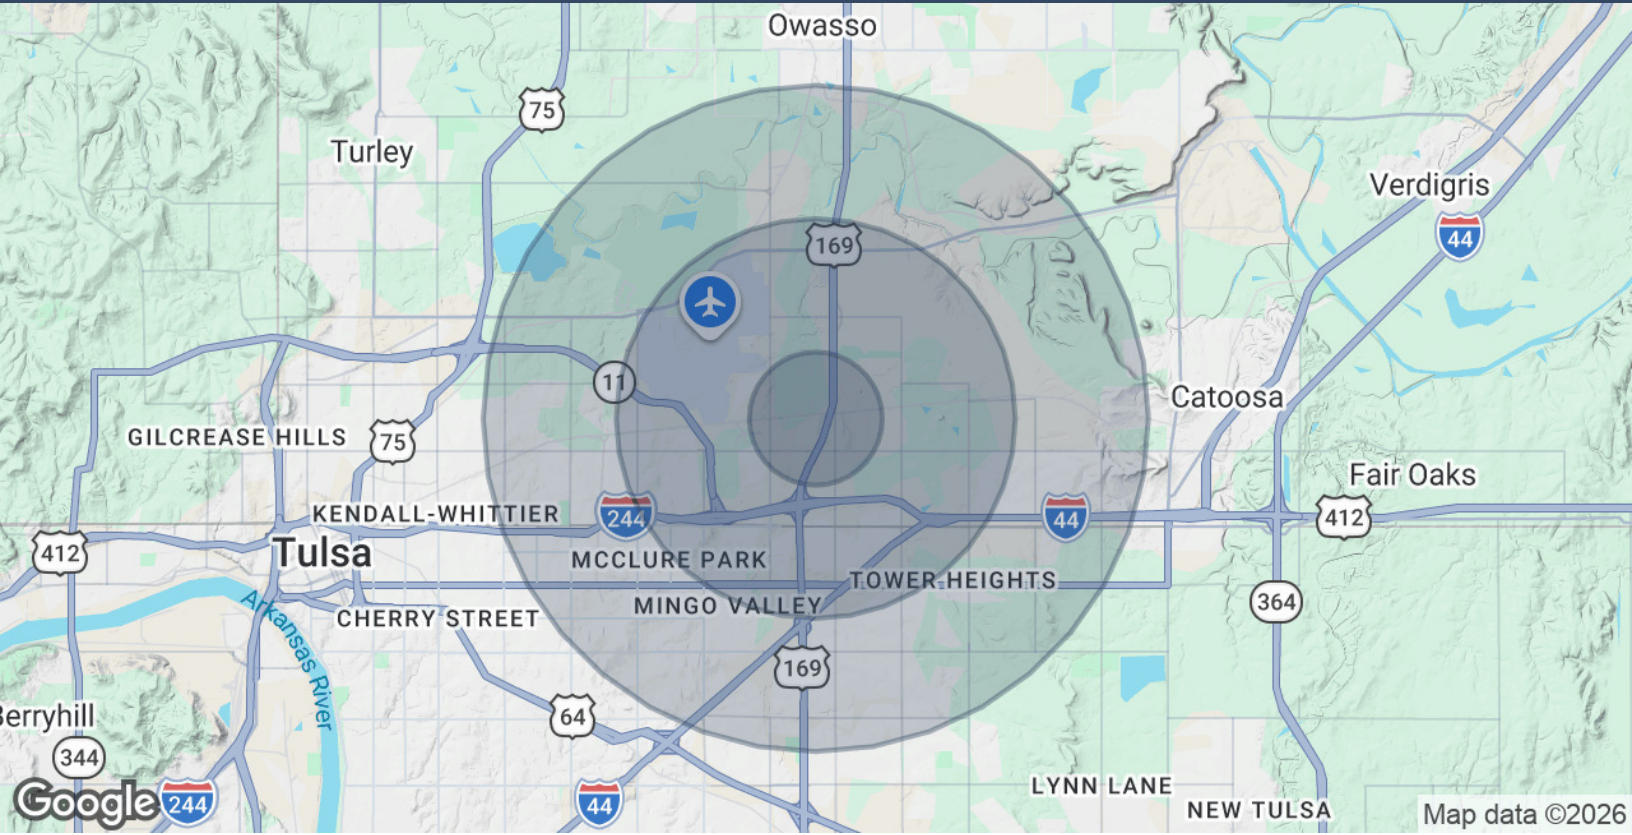 Owasso
75
Turley
Verdigris
169
44
11
Catoosa
GILCREASE HILLS
75
Fair Oaks
KENDALL-WHITTIER
244
44
412
412
Tulsa
MCCLURE PARK
TOWER HEIGHTS
Arkansas River
MINGO VALLEY
364
CHERRY STREET
169
Berryhill
64
344
LYNN LANE
Google
244
44
NEW TULSA
Map data ©2026